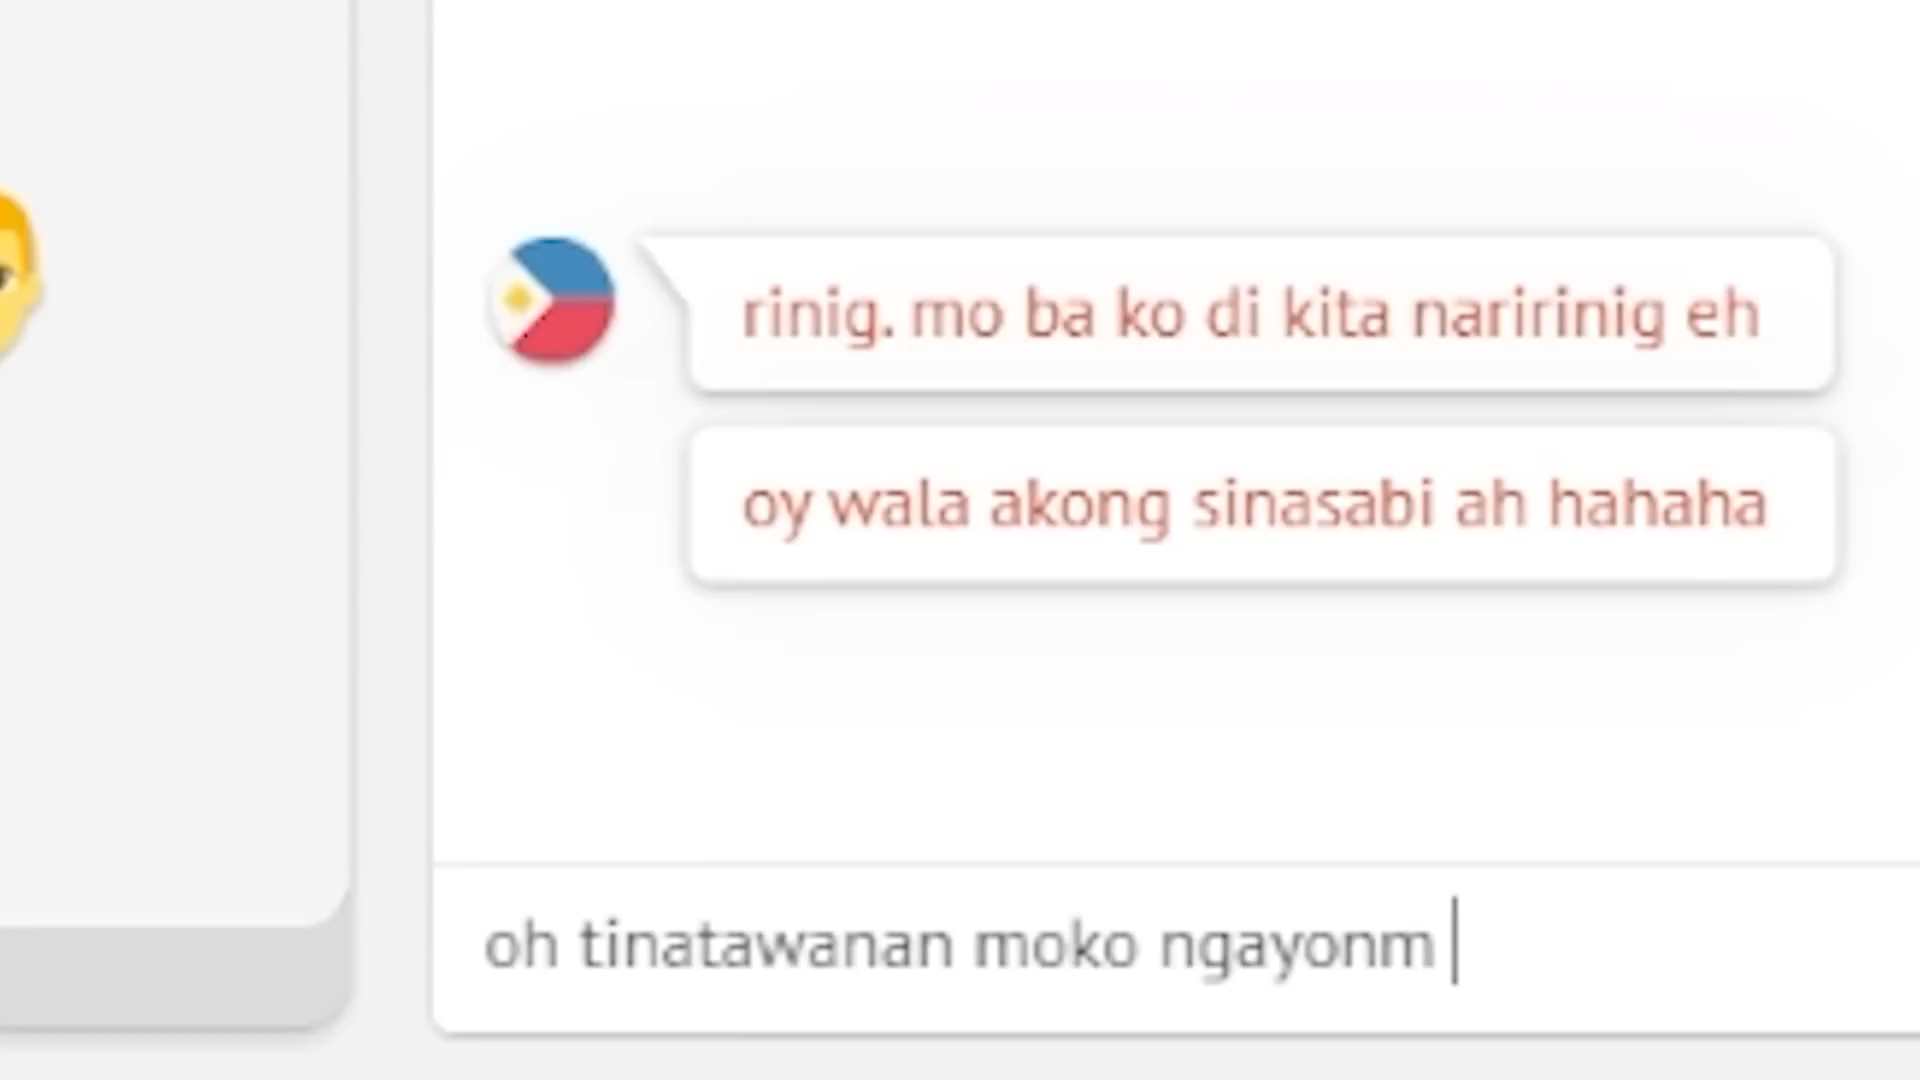 rinig. mo ba ko di kita naririnig eh
oy wala akong sinasabi ah hahaha
oh tinatawanan moko ngayonm